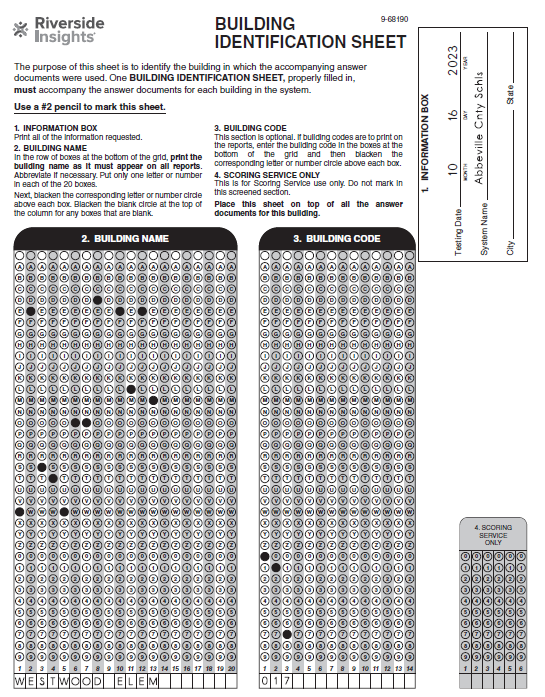 Riverside
Insights
BUILDING
IDENTIFICATION SHEET
9-68190
The purpose of this sheet is to identify the building in which the accompanying answer
documents were used. One BUILDING IDENTIFICATION SHEET, properly filled in,
must accompany the answer documents for each building in the system.
Use a #2 pencil to mark this sheet.
1. INFORMATION BOX
Print all of the information requested.
2. BUILDING NAME
In the row of boxes at the bottom of the grid, print the
building name as it must appear on all reports.
Abbreviate if necessary. Put only one letter or number
in each of the 20 boxes.
Next, blacken the corresponding letter or number circle
above each box. Blacken the blank circle at the top of
the column for any boxes that are blank.
3. BUILDING CODE
This section is optional. If building codes are to print on
the reports, enter the building code in the boxes at the
bottom of the grid and then blacken the
corresponding letter or number circle above each box.
4. SCORING SERVICE ONLY
This is for Scoring Service use only. Do not mark in
this screened section.
Place this sheet on top of all the answer
documents for this building.
1. INFORMATION BOX
Testing Date 10 16 2023
MONTH DAY YEAR
System Name Abbeville Cnty Schls
City State
2. BUILDING NAME
1 2 3 4 5 6 7 8 9 10 11 12 13 14 15 16 17 18 19 20
WESTWOOD ELEM
3. BUILDING CODE
1 2 3 4 5 6 7 8 9 10 11 12 13 14
017
4. SCORING
SERVICE
ONLY
1 2 3 4 5 6